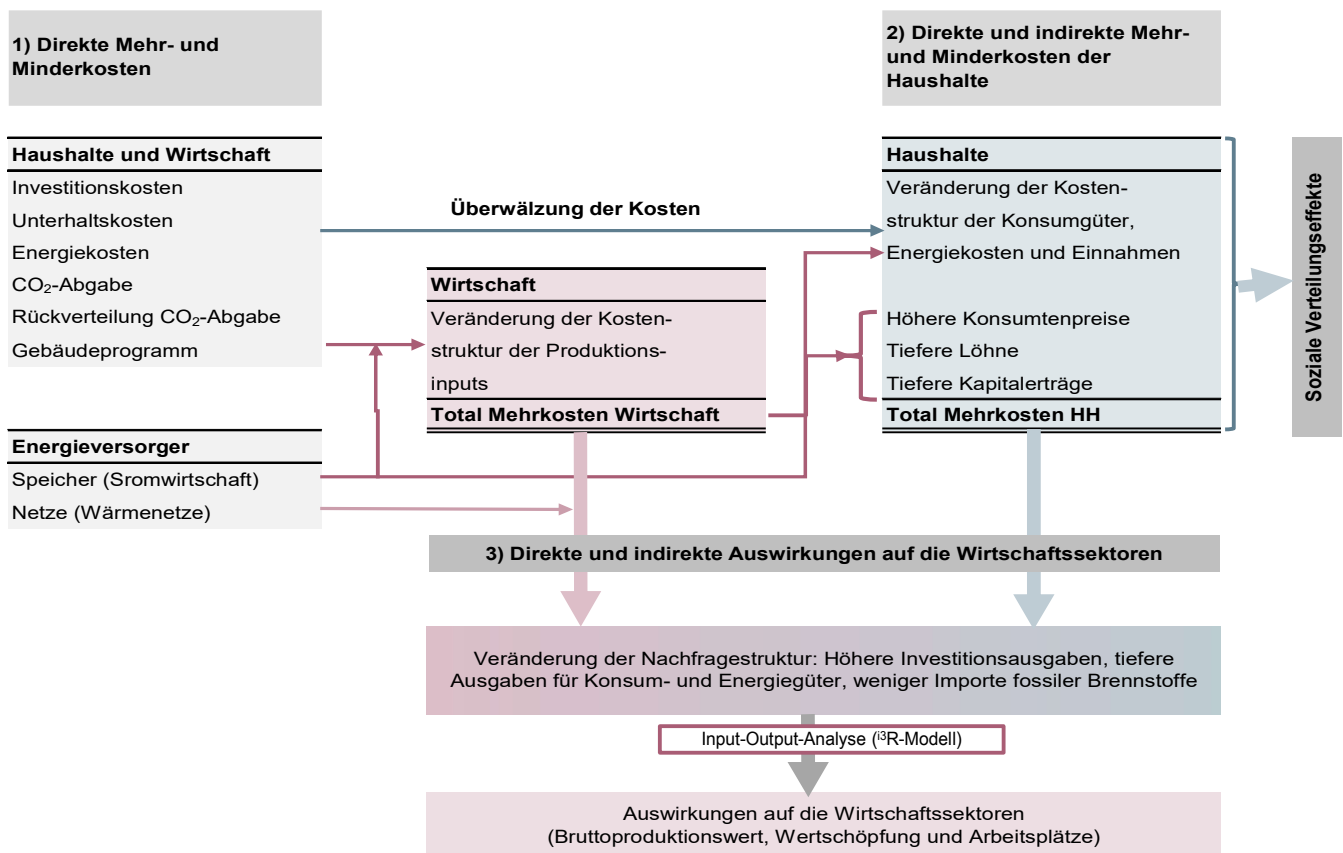 1) Direkte Mehr- und
Minderkosten
2) Direkte und indirekte Mehr-
und Minderkosten der
Haushalte
Haushalte und Wirtschaft
Investitionskosten
Unterhaltskosten
Energiekosten
CO₂-Abgabe
Rückverteilung CO₂-Abgabe
Gebäudeprogramm
Energieversorger
Speicher (Sromwirtschaft)
Netze (Wärmenetze)
Überwälzung der Kosten
Wirtschaft
Veränderung der Kosten-
struktur der Produktions-
inputs
Total Mehrkosten Wirtschaft
Haushalte
Veränderung der Kosten-
struktur der Konsumgüter,
Energiekosten und Einnahmen
Höhere Konsumtenpreise
Tiefere Löhne
Tiefere Kapitalerträge
Total Mehrkosten HH
Soziale Verteilungseffekte
3) Direkte und indirekte Auswirkungen auf die Wirtschaftssektoren
Veränderung der Nachfragestruktur: Höhere Investitionsausgaben, tiefere
Ausgaben für Konsum- und Energiegüter, weniger Importe fossiler Brennstoffe
Input-Output-Analyse (ⁱ³R-Modell)
Auswirkungen auf die Wirtschaftssektoren
(Bruttoproduktionswert, Wertschöpfung und Arbeitsplätze)